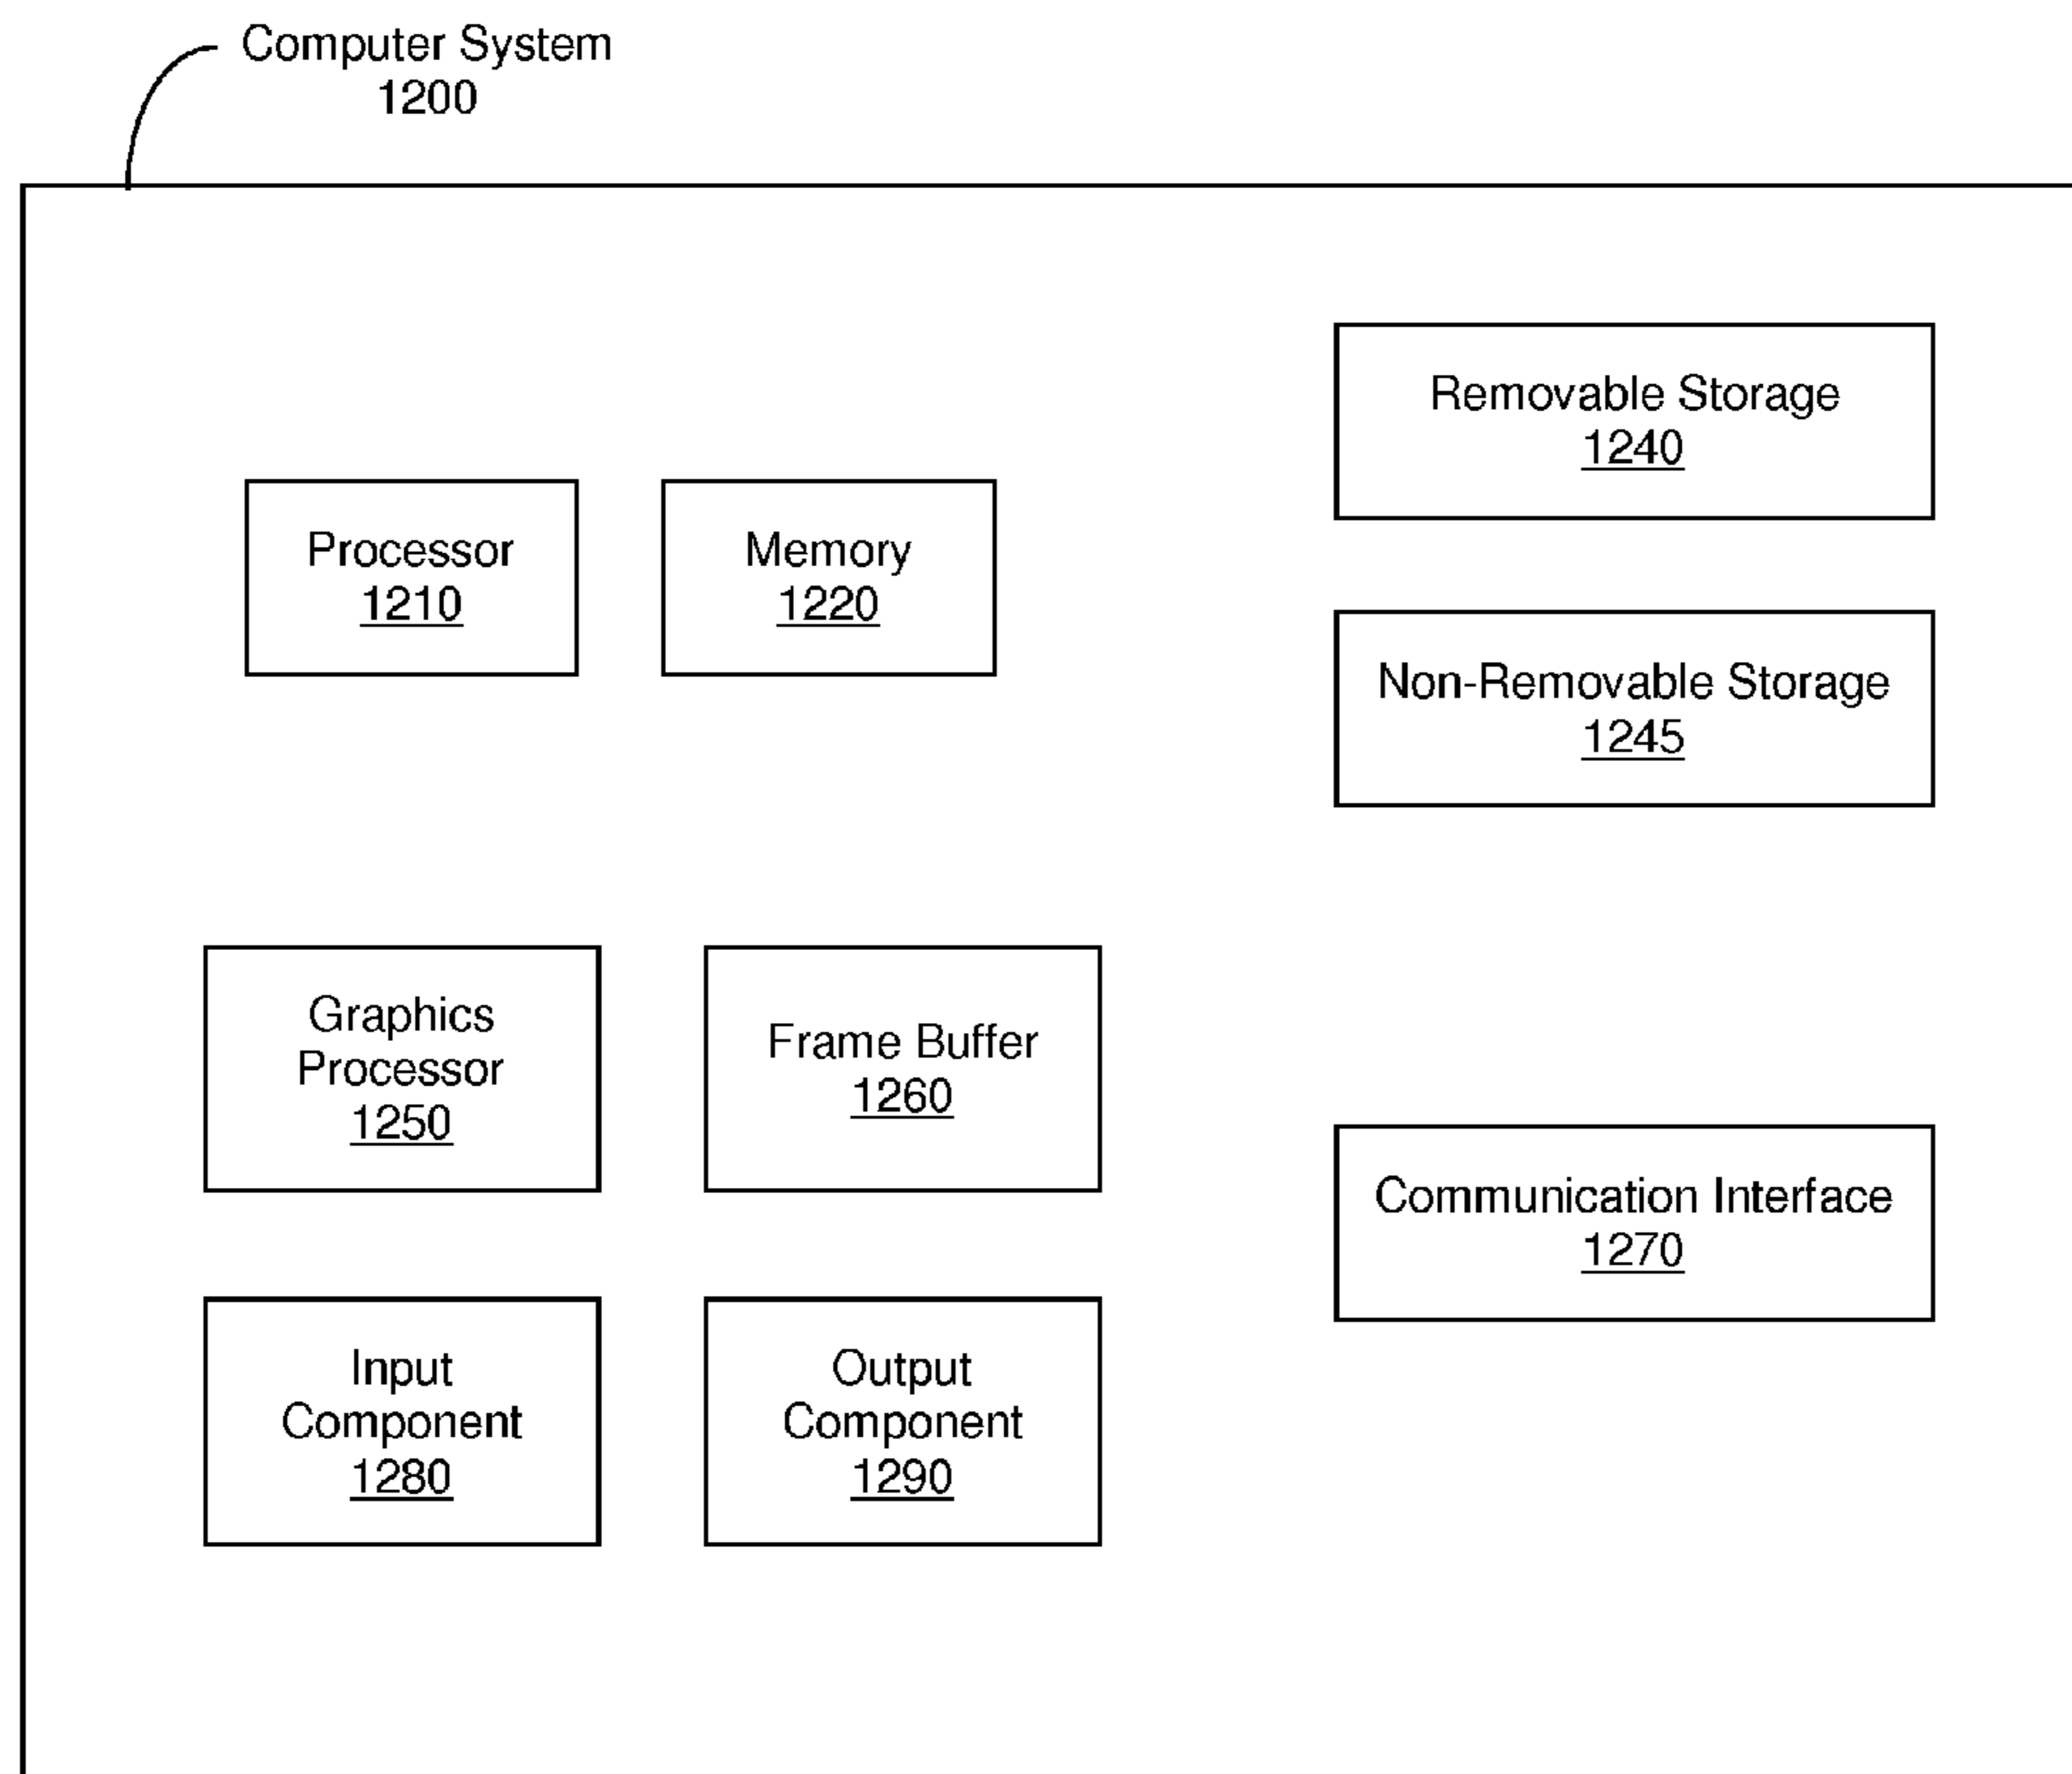 Computer System
1200
Removable Storage
1240
Processor
1210
Memory
1220
Non-Removable Storage
1245
Graphics
Processor
1250
Frame Buffer
1260
Communication Interface
1270
Input
Component
1280
Output
Component
1290